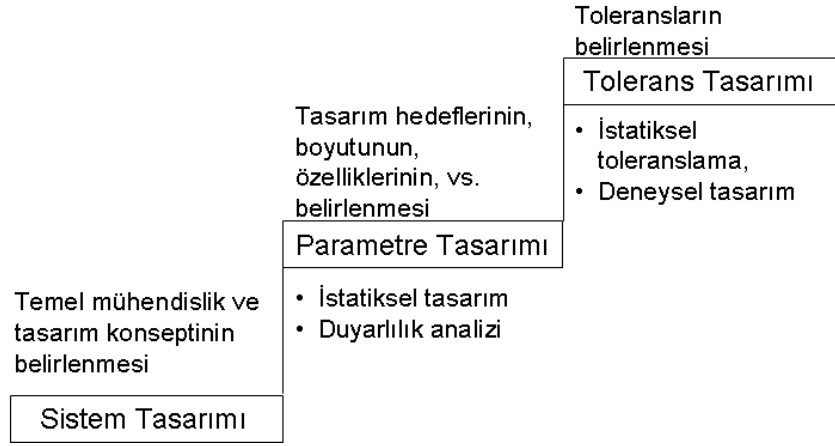 Toleransların
belirlenmesi
Tolerans Tasarımı
• İstatiksel
toleranslama,
• Deneysel tasarım
Tasarım hedeflerinin,
boyutunun,
özelliklerinin, vs.
belirlenmesi
Parametre Tasarımı
• İstatiksel tasarım
• Duyarlılık analizi
Temel mühendislik ve
tasarım konseptinin
belirlenmesi
Sistem Tasarımı